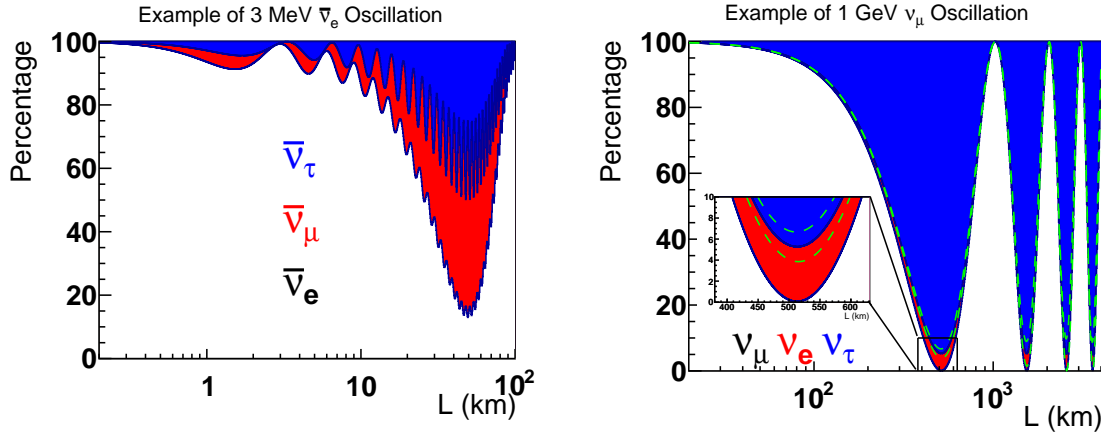 Example of 3 MeV ν̅e Oscillation
Percentage
100
80
60
40
20
0
ν̅τ
ν̅μ
ν̅e
1
10
10²
L (km)
Example of 1 GeV νμ Oscillation
Percentage
100
80
60
40
20
0
10
8
6
4
2
0
400 450 500 550 600
L (km)
νμ νe ντ
10²
10³
L (km)